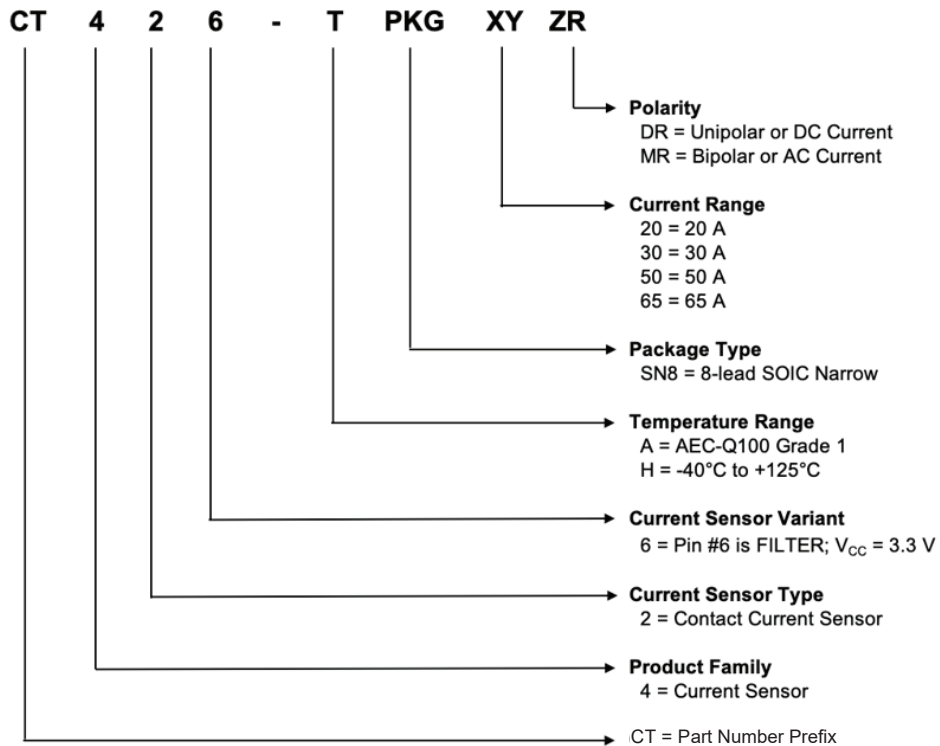 CT 4 2 6 - T PKG XY ZR
Polarity
DR = Unipolar or DC Current
MR = Bipolar or AC Current
Current Range
20 = 20 A
30 = 30 A
50 = 50 A
65 = 65 A
Package Type
SN8 = 8-lead SOIC Narrow
Temperature Range
A = AEC-Q100 Grade 1
H = -40°C to +125°C
Current Sensor Variant
6 = Pin #6 is FILTER; VCC = 3.3 V
Current Sensor Type
2 = Contact Current Sensor
Product Family
4 = Current Sensor
CT = Part Number Prefix